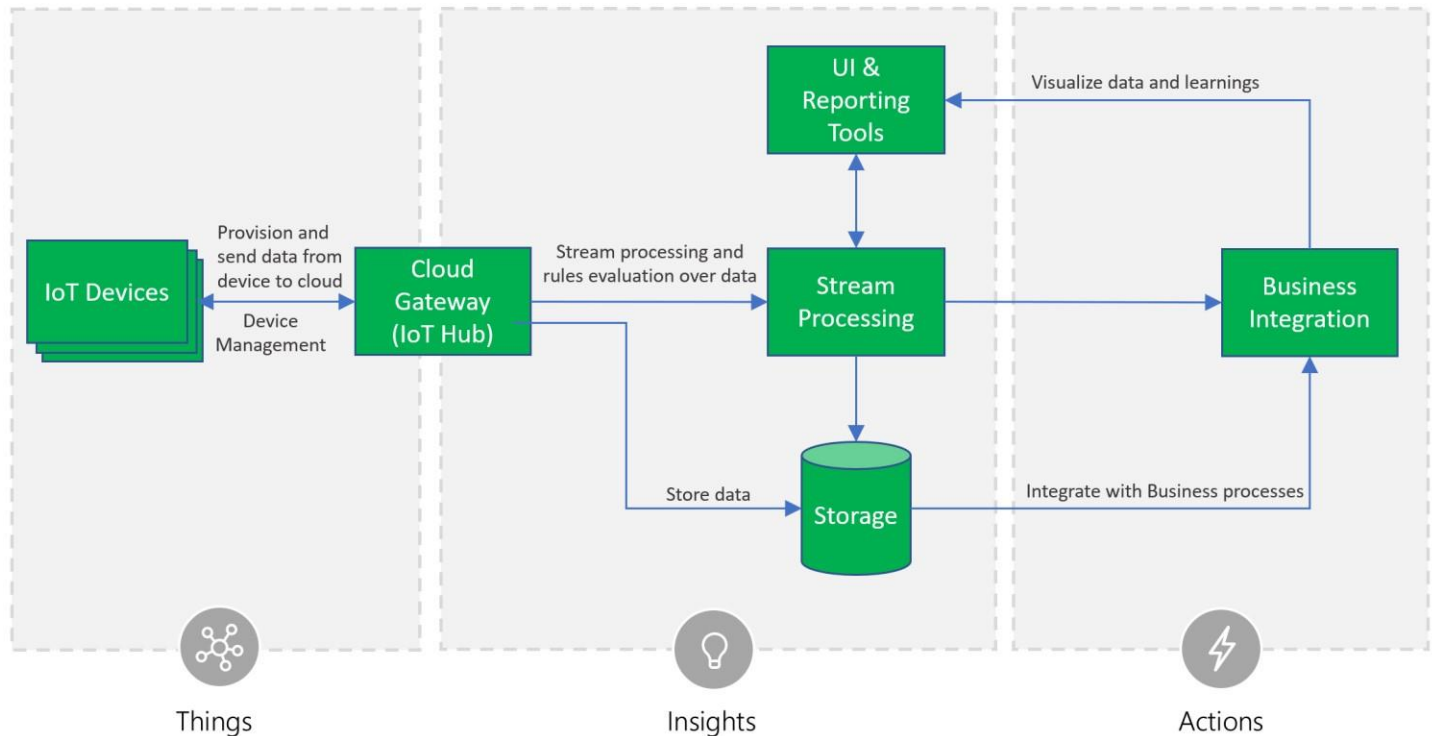 UI &
Reporting
Tools
Visualize data and learnings
Provision and
send data from
device to cloud
IoT Devices
Device
Management
Cloud
Gateway
(IoT Hub)
Stream processing and
rules evaluation over data
Stream
Processing
Business
Integration
Store data
Storage
Integrate with Business processes
Things
Insights
Actions